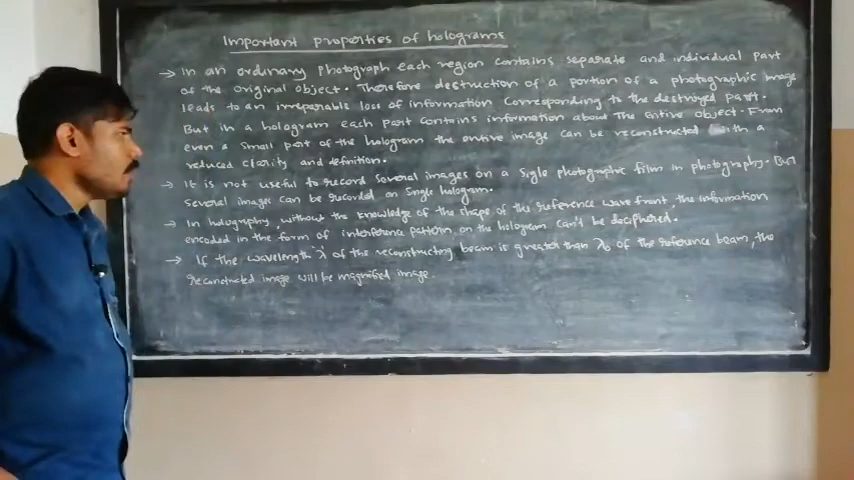 Important properties of holograms
→ In an ordinary photograph each region contains separate and individual part
of the original object. Therefore destruction of a portion of a photographic image
leads to an irreparable loss of information corresponding to the destroyed part.
But in a hologram each part contains information about the entire object. From
even a small part of the hologram the entire image can be reconstructed with a
reduced clarity and definition.
→ It is not useful to record several images on a sigle photographic film in photography. But
several images can be recorded on single hologram.
→ In holography, without the knowledge of the shape of the reference wave front, the information
encoded in the form of interference pattern on the hologram can't be deciphered.
→ If the wavelength λ of the reconstructing beam is greater than λ₀ of the reference beam, the
reconstructed image will be magnified image.